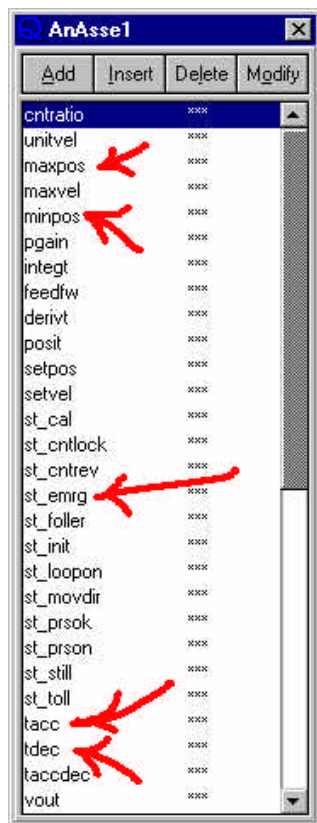 AnAsse1
Add Insert Delete Modify
cntratio ***
unitvel ***
maxpos ***
maxvel ***
minpos ***
pgain ***
integt ***
feedfw ***
derivt ***
posit ***
setpos ***
setvel ***
st_cal ***
st_cntlock ***
st_cntrev ***
st_emrg ***
st_foller ***
st_init ***
st_loopon ***
st_movdir ***
st_prsok ***
st_prson ***
st_still ***
st_toll ***
tacc ***
tdec ***
taccdec ***
vout ***